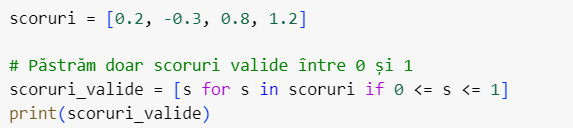 scoruri = [0.2, -0.3, 0.8, 1.2]
# Păstrăm doar scoruri valide între 0 și 1
scoruri_valide = [s for s in scoruri if 0 <= s <= 1]
print(scoruri_valide)